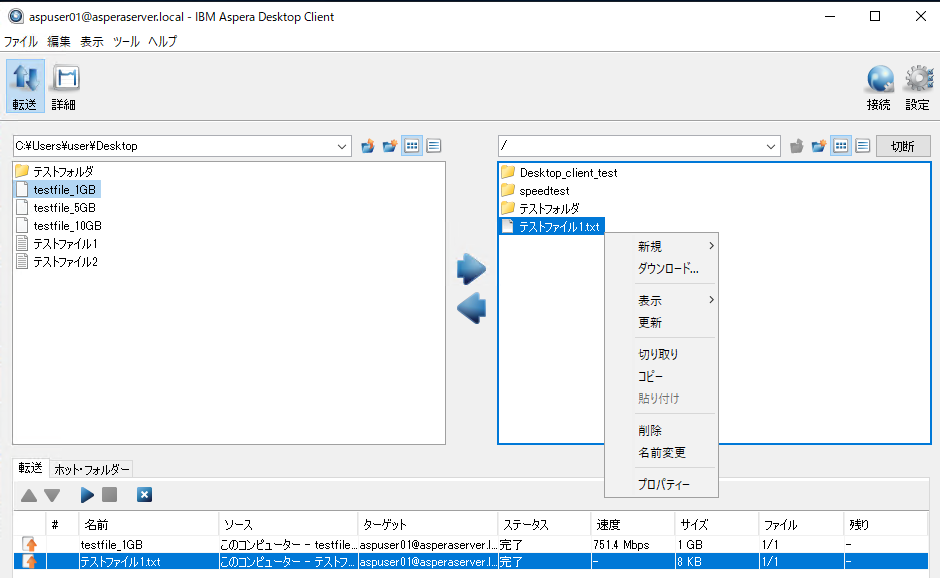 aspuser01@asperaserver.local - IBM Aspera Desktop Client
ファイル 編集 表示 ツール ヘルプ
転送 詳細 接続 設定
C:¥Users¥user¥Desktop
/
切断
テストフォルダ
testfile_1GB
testfile_5GB
testfile_10GB
テストファイル1
テストファイル2
Desktop_client_test
speedtest
テストフォルダ
テストファイル1.txt
新規
ダウンロード...
表示
更新
切り取り
コピー
貼り付け
削除
名前変更
プロパティー
転送 ホット・フォルダー
# 名前 ソース ターゲット ステータス 速度 サイズ ファイル 残り
testfile_1GB このコンピューター - testfile... aspuser01@asperaserver.l... 完了 751.4 Mbps 1 GB 1/1 -
テストファイル1.txt このコンピューター - テストフ... aspuser01@asperaserver.l... 完了 - 8 KB 1/1 -